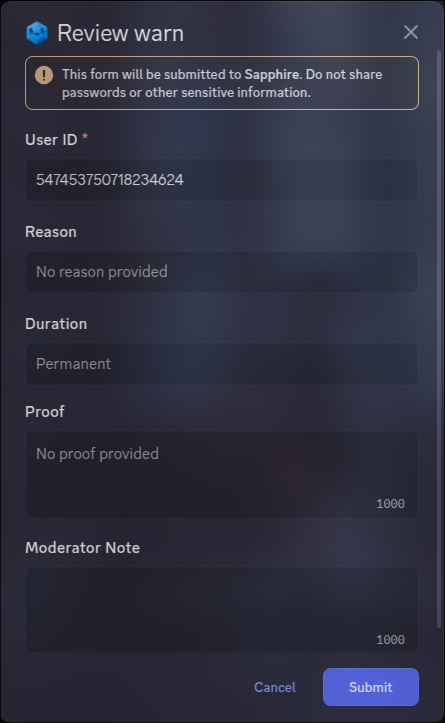 Review warn
This form will be submitted to Sapphire. Do not share
passwords or other sensitive information.
User ID *
547453750718234624
Reason
No reason provided
Duration
Permanent
Proof
No proof provided
1000
Moderator Note
1000
Cancel
Submit